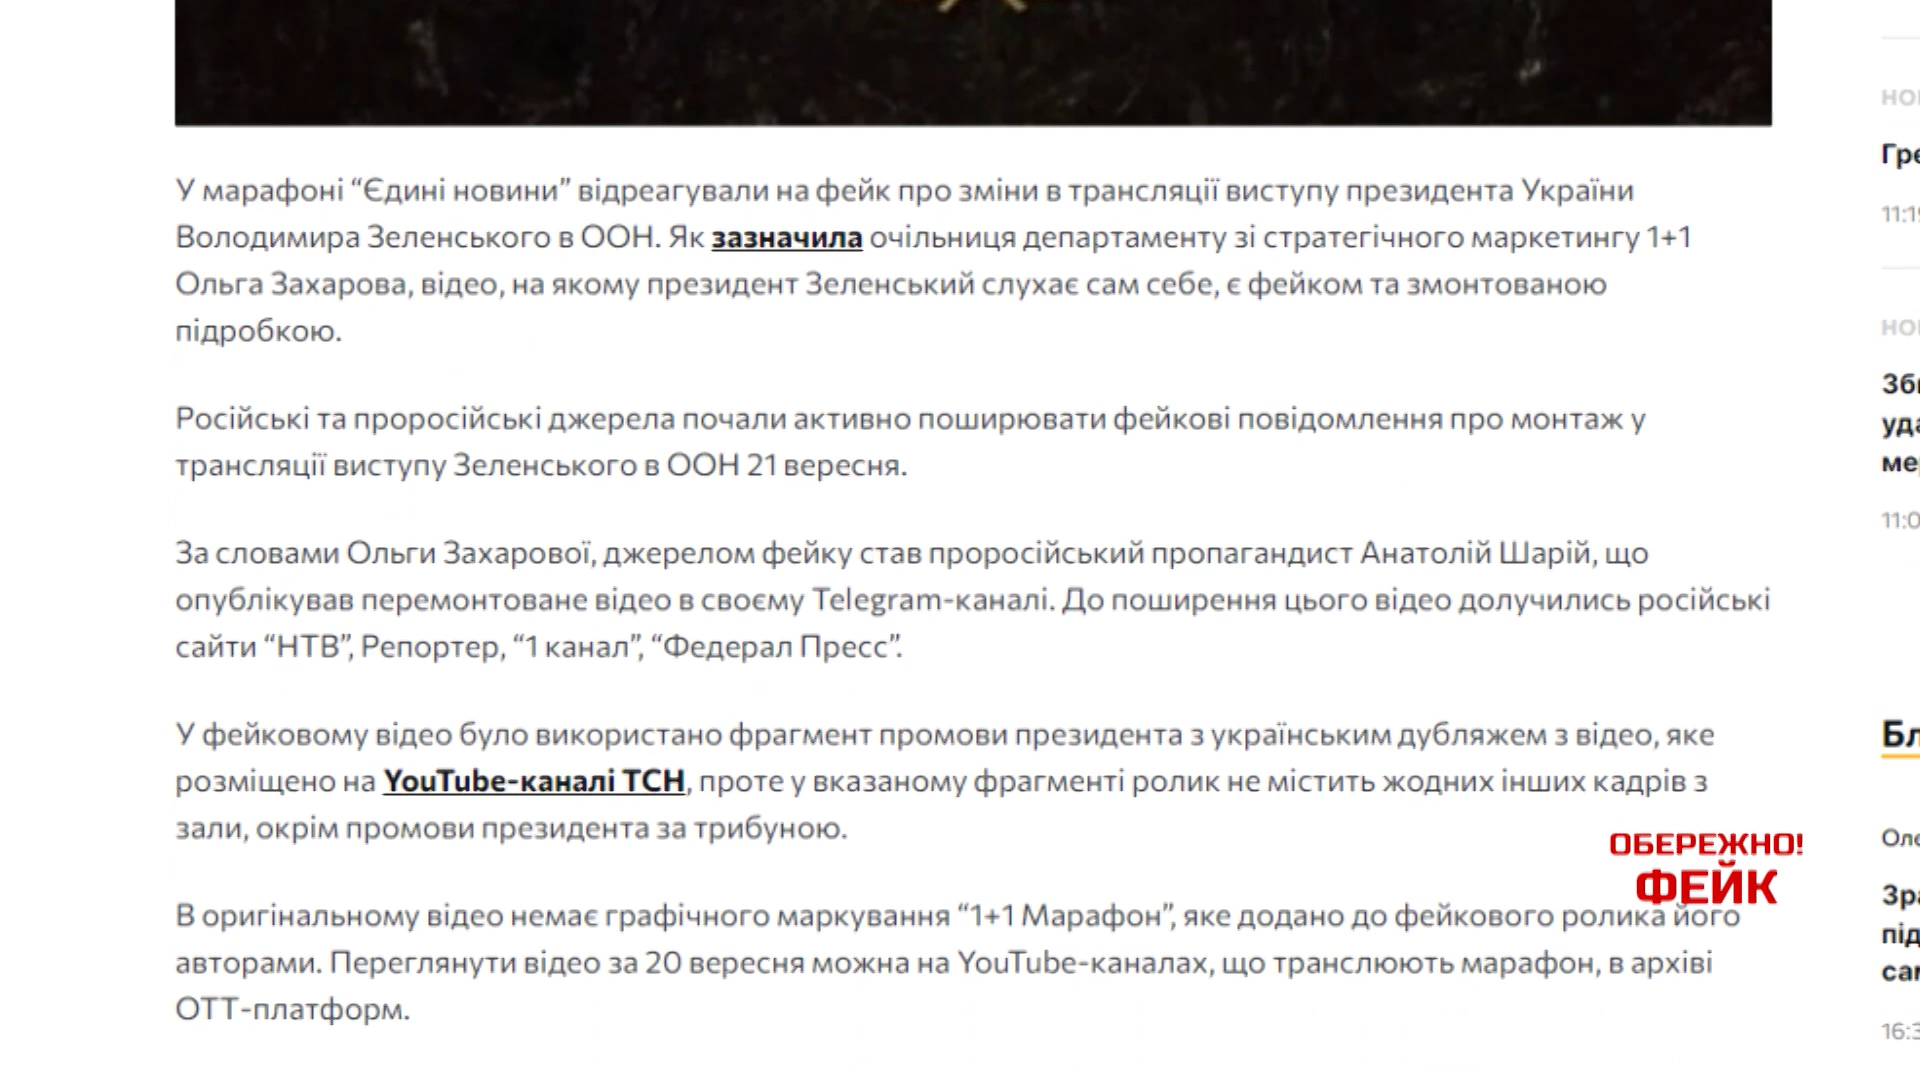 У марафоні “Єдині новини” відреагували на фейк про зміни в трансляції виступу президента України
Володимира Зеленського в ООН. Як зазначила очільниця департаменту зі стратегічного маркетингу 1+1
Ольга Захарова, відео, на якому президент Зеленський слухає сам себе, є фейком та змонтованою
підробкою.
Російські та проросійські джерела почали активно поширювати фейкові повідомлення про монтаж у
трансляції виступу Зеленського в ООН 21 вересня.
За словами Ольги Захарової, джерелом фейку став проросійський пропагандист Анатолій Шарій, що
опублікував перемонтоване відео в своєму Telegram-каналі. До поширення цього відео долучились російські
сайти “НТВ”, Репортер, “1 канал”, “Федерал Пресс”.
У фейковому відео було використано фрагмент промови президента з українським дубляжем з відео, яке
розміщено на YouTube-каналі ТСН, проте у вказаному фрагменті ролик не містить жодних інших кадрів з
зали, окрім промови президента за трибуною.
В оригінальному відео немає графічного маркування “1+1 Марафон”, яке додано до фейкового ролика його
авторами. Переглянути відео за 20 вересня можна на YouTube-каналах, що транслюють марафон, в архіві
ОТТ-платформ.
ОБЕРЕЖНО!
ФЕЙК